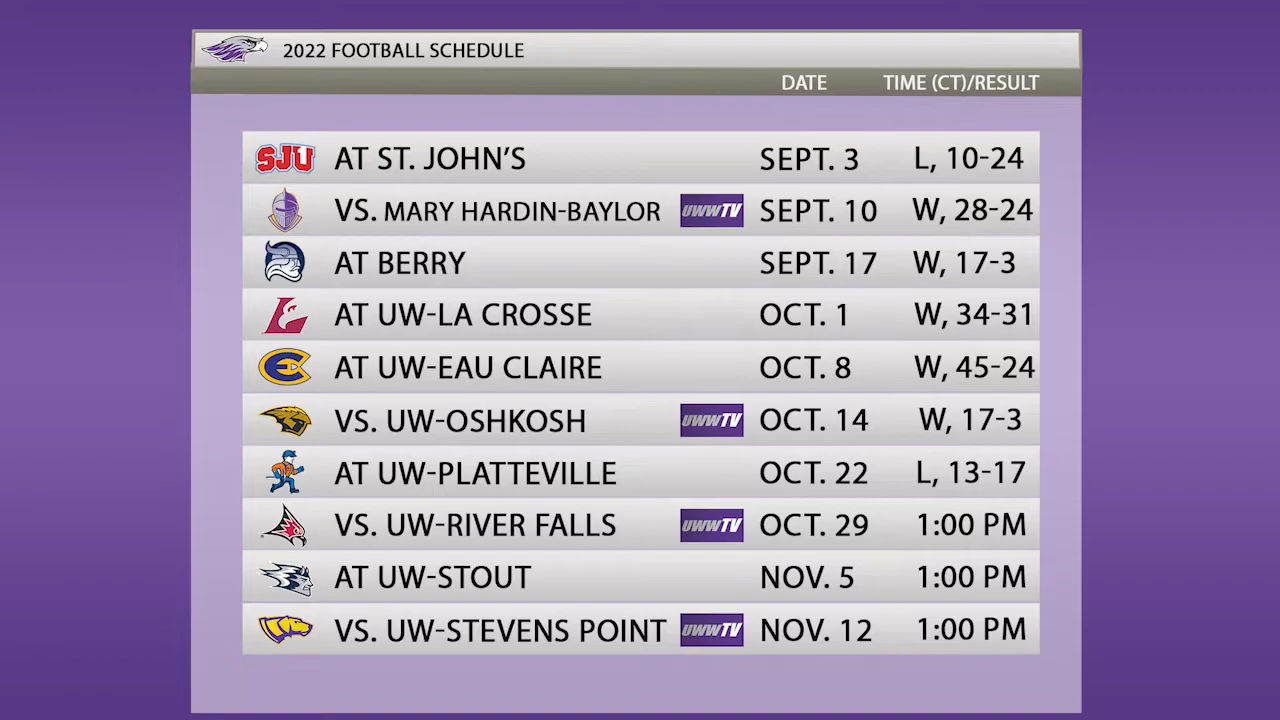 2022 FOOTBALL SCHEDULE
DATE TIME (CT)/RESULT
SJU AT ST. JOHN'S SEPT. 3 L, 10-24
VS. MARY HARDIN-BAYLOR UWWTV SEPT. 10 W, 28-24
AT BERRY SEPT. 17 W, 17-3
L AT UW-LA CROSSE OCT. 1 W, 34-31
EC AT UW-EAU CLAIRE OCT. 8 W, 45-24
VS. UW-OSHKOSH UWWTV OCT. 14 W, 17-3
AT UW-PLATTEVILLE OCT. 22 L, 13-17
VS. UW-RIVER FALLS UWWTV OCT. 29 1:00 PM
AT UW-STOUT NOV. 5 1:00 PM
VS. UW-STEVENS POINT UWWTV NOV. 12 1:00 PM